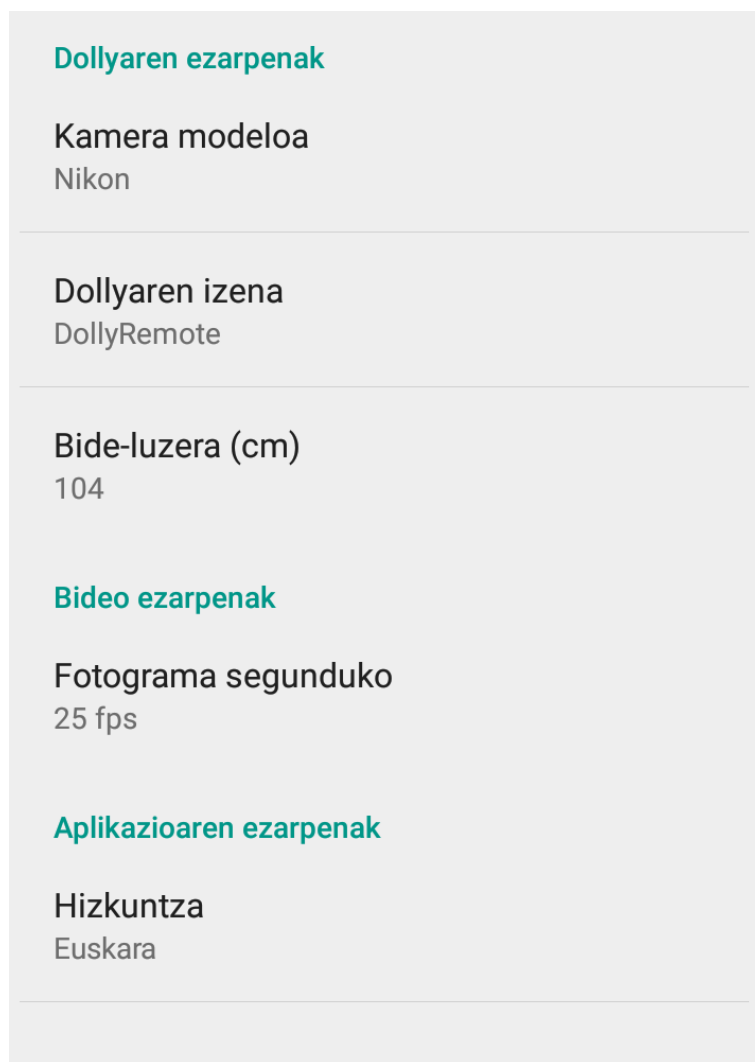 Dollyaren ezarpenak
Kamera modeloa
Nikon
Dollyaren izena
DollyRemote
Bide-luzera (cm)
104
Bideo ezarpenak
Fotograma segunduko
25 fps
Aplikazioaren ezarpenak
Hizkuntza
Euskara